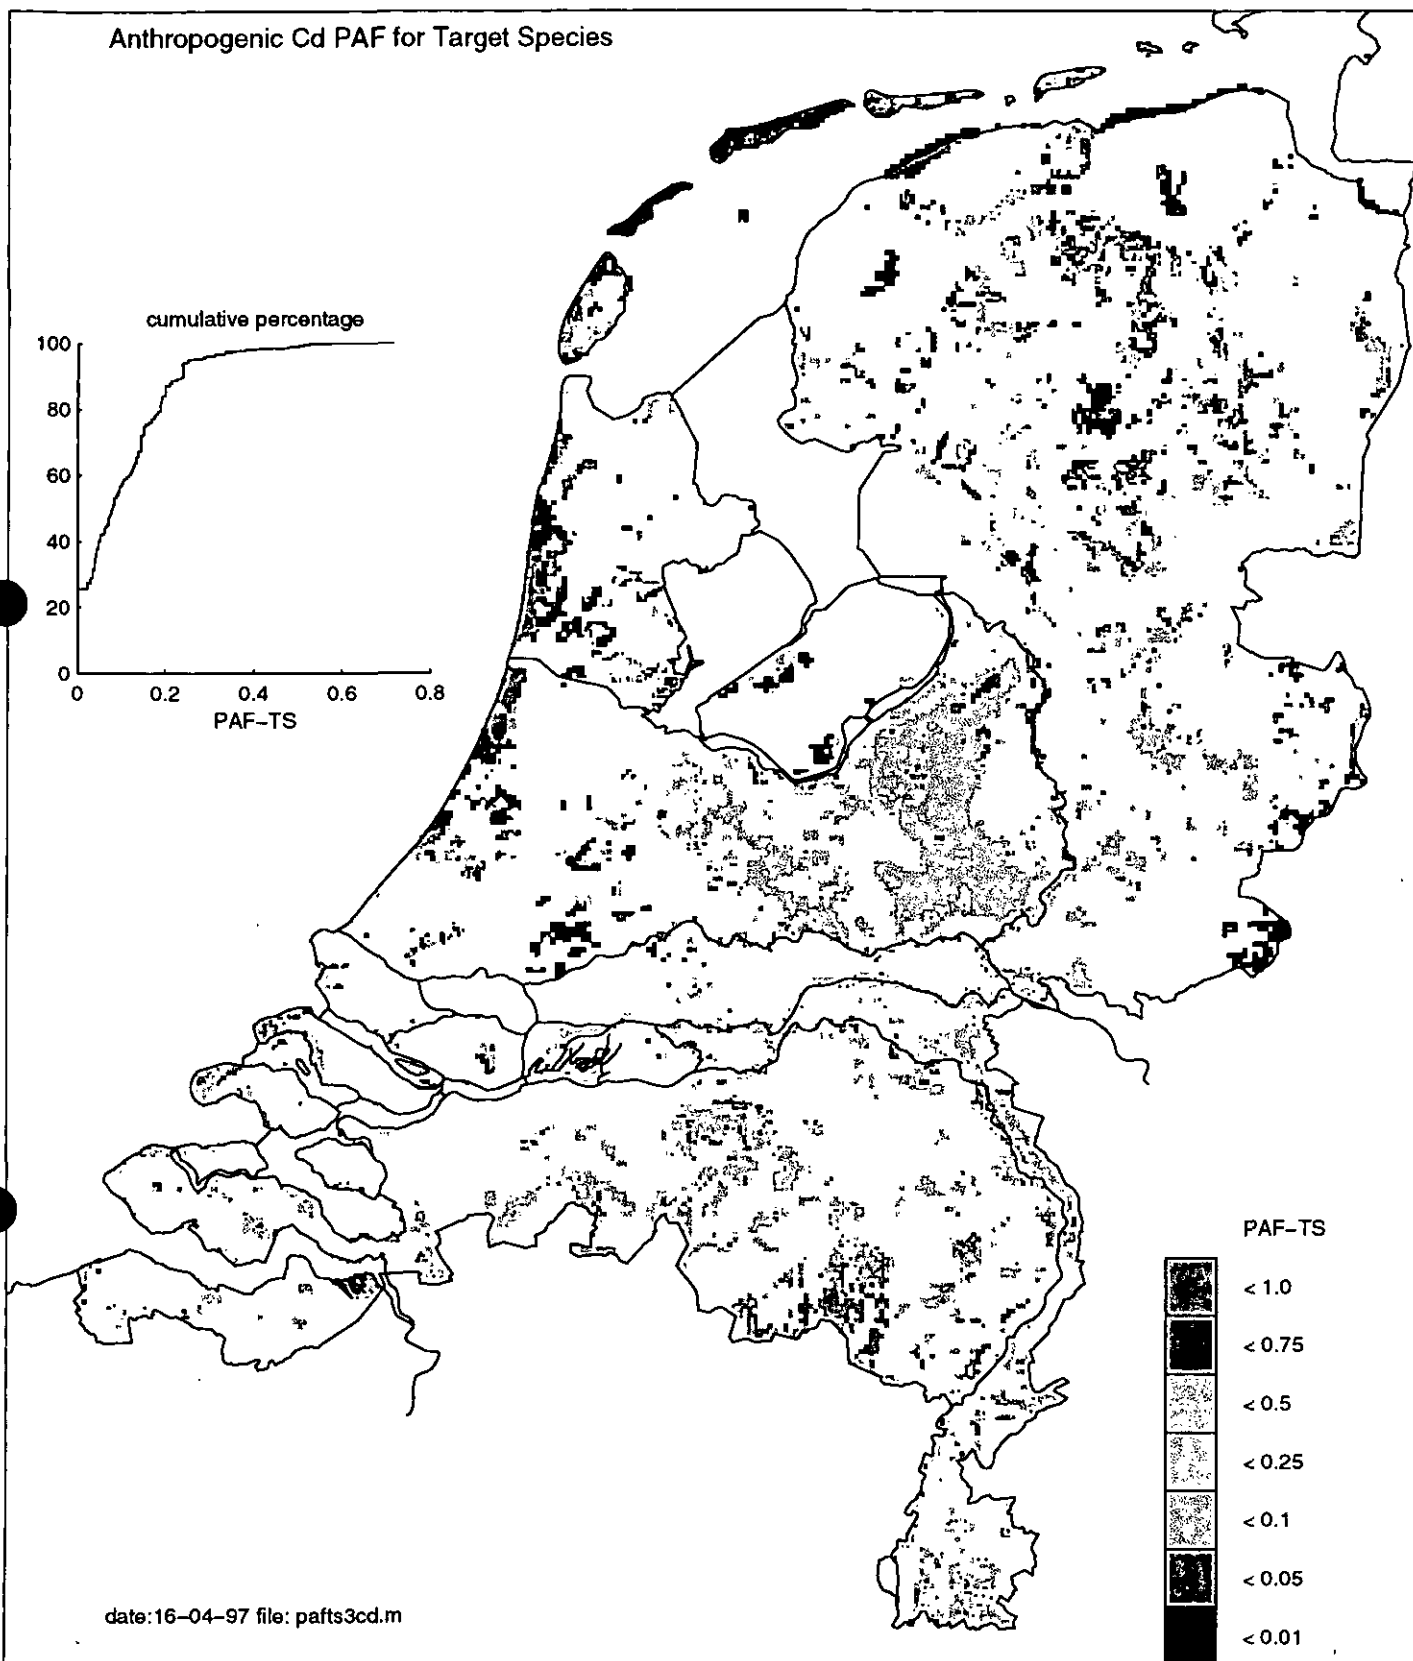 Anthropogenic Cd PAF for Target Species
cumulative percentage
100
80
60
40
20
0
0 0.2 0.4 0.6 0.8
PAF-TS
PAF-TS
< 1.0
< 0.75
< 0.5
< 0.25
< 0.1
< 0.05
< 0.01
date:16-04-97 file: pafts3cd.m